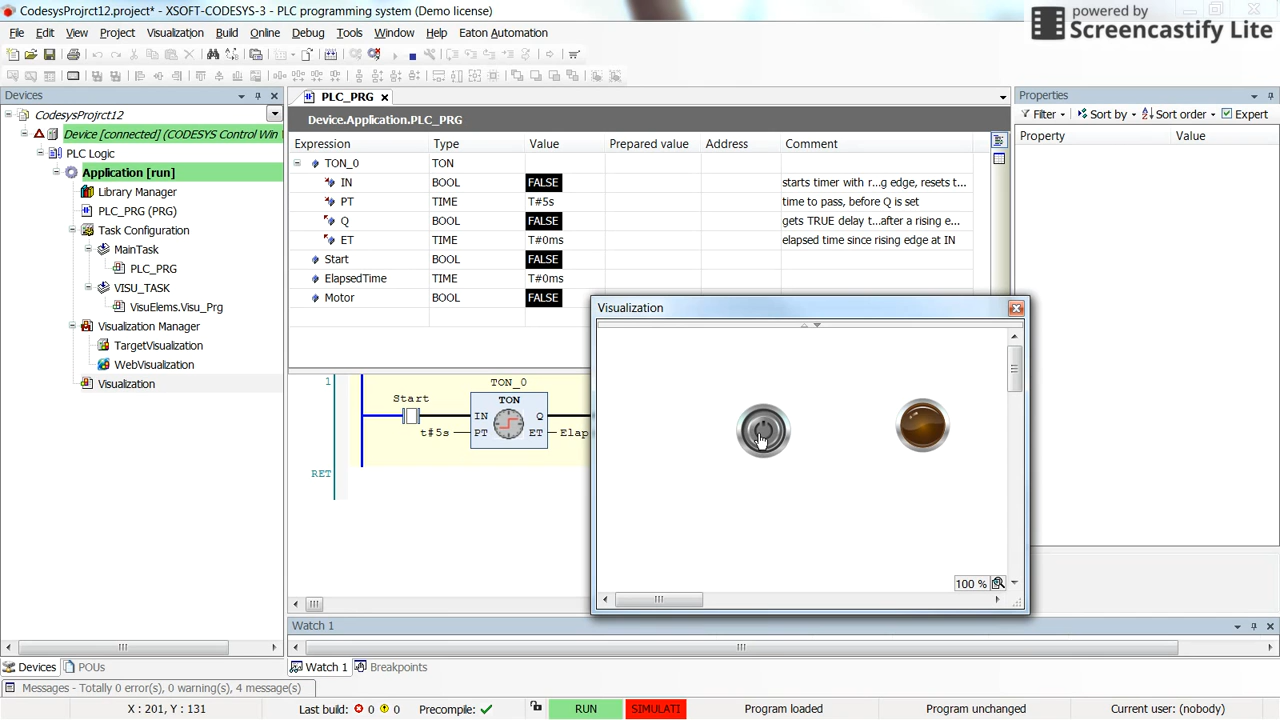 CodesysProjrct12.project* - XSOFT-CODESYS-3 - PLC programming system (Demo license)
powered by
Screencastify Lite
File Edit View Project Visualization Build Online Debug Tools Window Help Eaton Automation
Devices
PLC_PRG
Properties
CodesysProjrct12
Device.Application.PLC_PRG
Filter Sort by Sort order Expert
Device [connected] (CODESYS Control Win
Expression Type Value Prepared value Address Comment
Property Value
PLC Logic
TON_0 TON
Application [run]
IN BOOL FALSE starts timer with r...g edge, resets t...
Library Manager
PT TIME T#5s time to pass, before Q is set
PLC_PRG (PRG)
Q BOOL FALSE gets TRUE delay t...after a rising e...
Task Configuration
ET TIME T#0ms elapsed time since rising edge at IN
MainTask
Start BOOL FALSE
PLC_PRG
ElapsedTime TIME T#0ms
VISU_TASK
Motor BOOL FALSE
VisuElems.Visu_Prg
Visualization Manager
TargetVisualization
WebVisualization
Visualization
Visualization
1
TON_0
Start
TON
IN Q
t#5s PT ET Elap
RET
100 %
Watch 1
Devices POUs
Watch 1 Breakpoints
Messages - Totally 0 error(s), 0 warning(s), 4 message(s)
X : 201, Y : 131 Last build: 0 0 Precompile: RUN SIMULATI Program loaded Program unchanged Current user: (nobody)